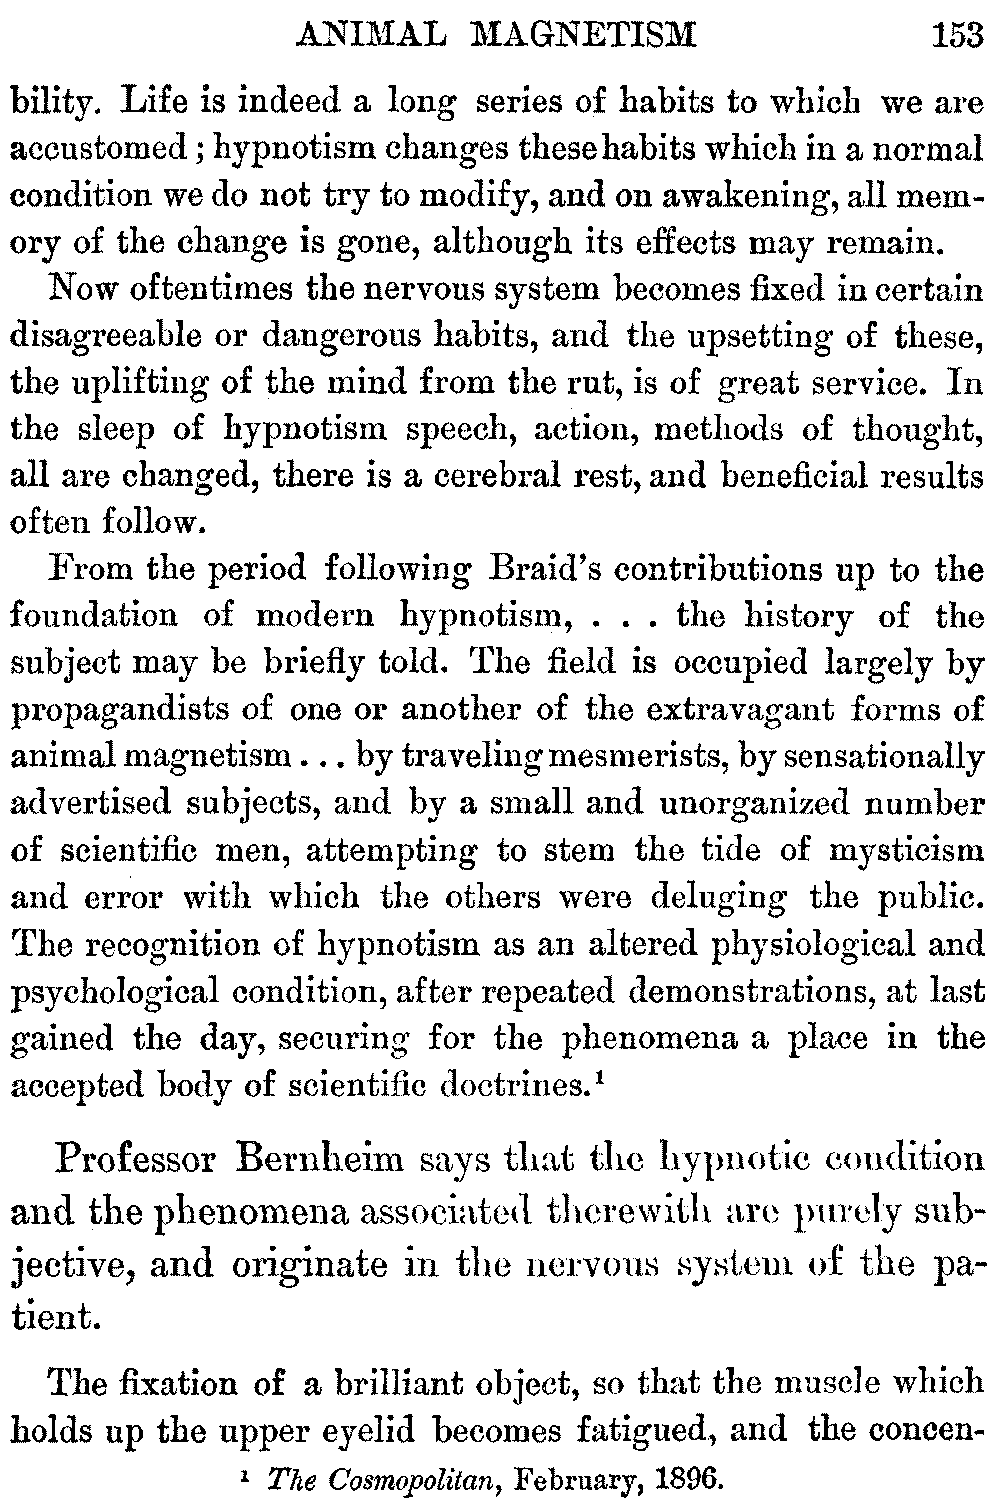 ANIMAL MAGNETISM 153
bility. Life is indeed a long series of habits to which we are
accustomed; hypnotism changes these habits which in a normal
condition we do not try to modify, and on awakening, all mem-
ory of the change is gone, although its effects may remain.
Now oftentimes the nervous system becomes fixed in certain
disagreeable or dangerous habits, and the upsetting of these,
the uplifting of the mind from the rut, is of great service. In
the sleep of hypnotism speech, action, methods of thought,
all are changed, there is a cerebral rest, and beneficial results
often follow.
From the period following Braid's contributions up to the
foundation of modern hypnotism, . . . the history of the
subject may be briefly told. The field is occupied largely by
propagandists of one or another of the extravagant forms of
animal magnetism . . . by traveling mesmerists, by sensationally
advertised subjects, and by a small and unorganized number
of scientific men, attempting to stem the tide of mysticism
and error with which the others were deluging the public.
The recognition of hypnotism as an altered physiological and
psychological condition, after repeated demonstrations, at last
gained the day, securing for the phenomena a place in the
accepted body of scientific doctrines.¹
Professor Bernheim says that the hypnotic condition
and the phenomena associated therewith are purely sub-
jective, and originate in the nervous system of the pa-
tient.
The fixation of a brilliant object, so that the muscle which
holds up the upper eyelid becomes fatigued, and the concen-
¹ The Cosmopolitan, February, 1896.